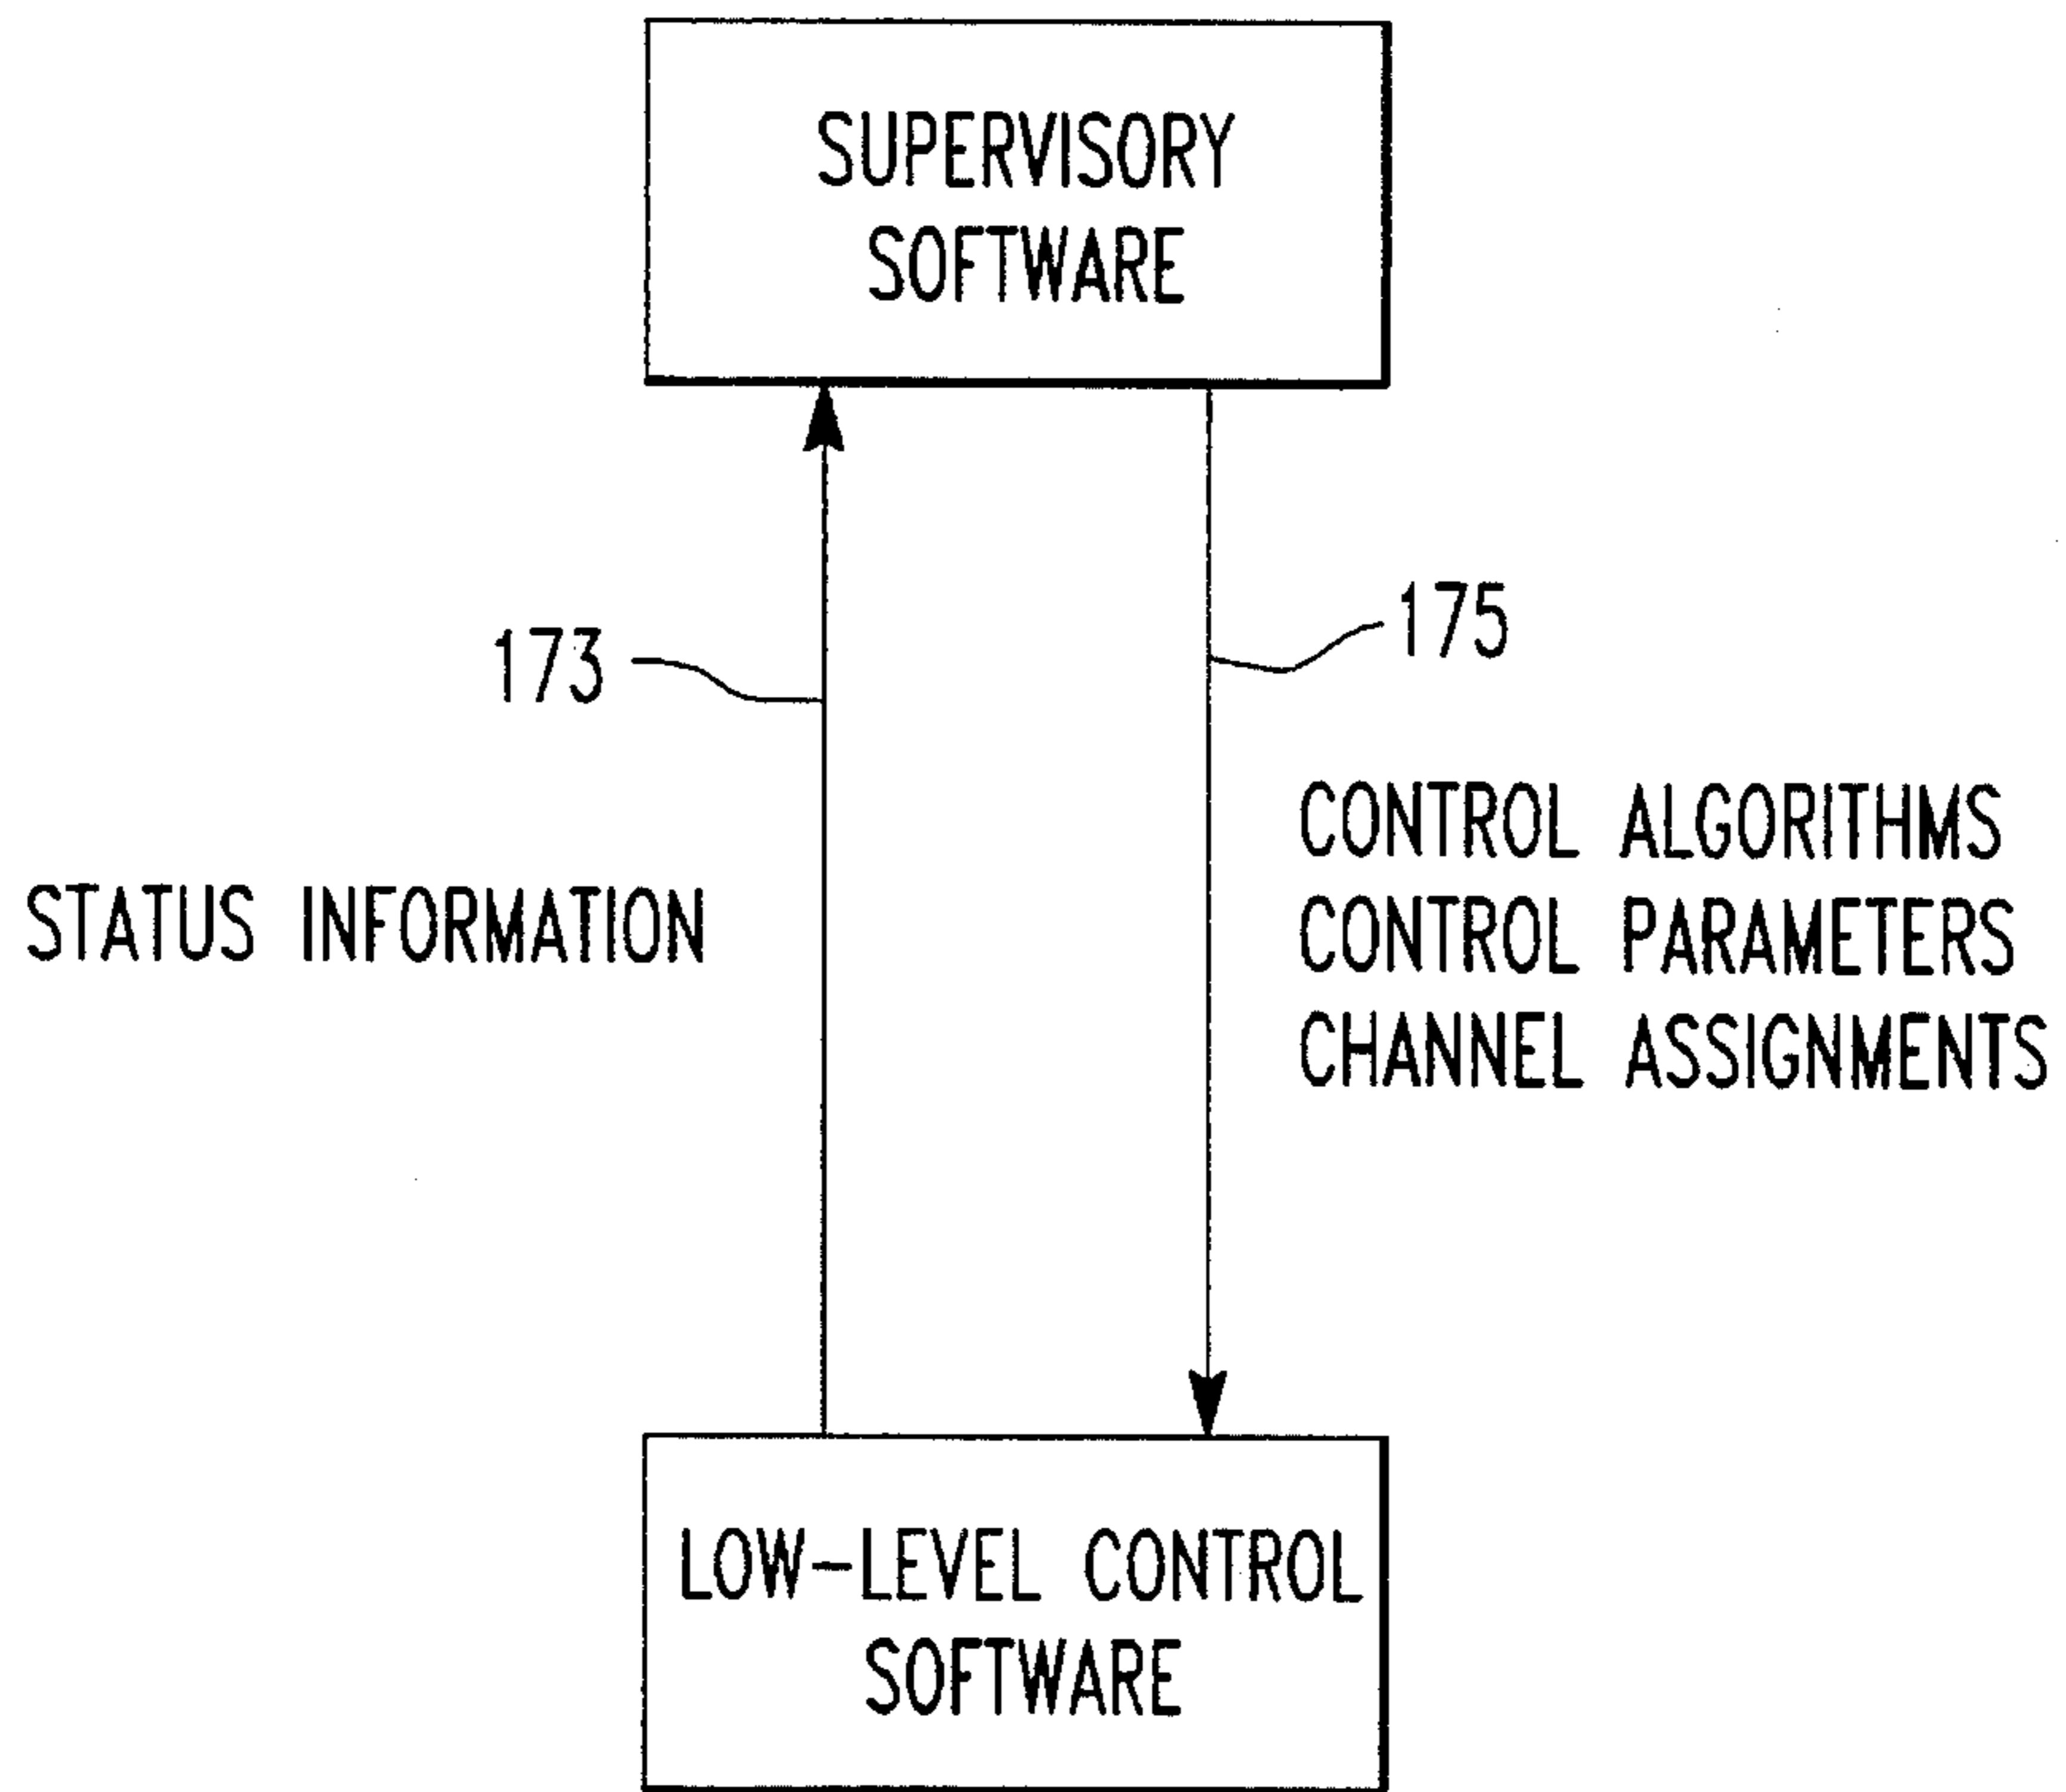 SUPERVISORY
SOFTWARE
173
175
STATUS INFORMATION
CONTROL ALGORITHMS
CONTROL PARAMETERS
CHANNEL ASSIGNMENTS
LOW-LEVEL CONTROL
SOFTWARE